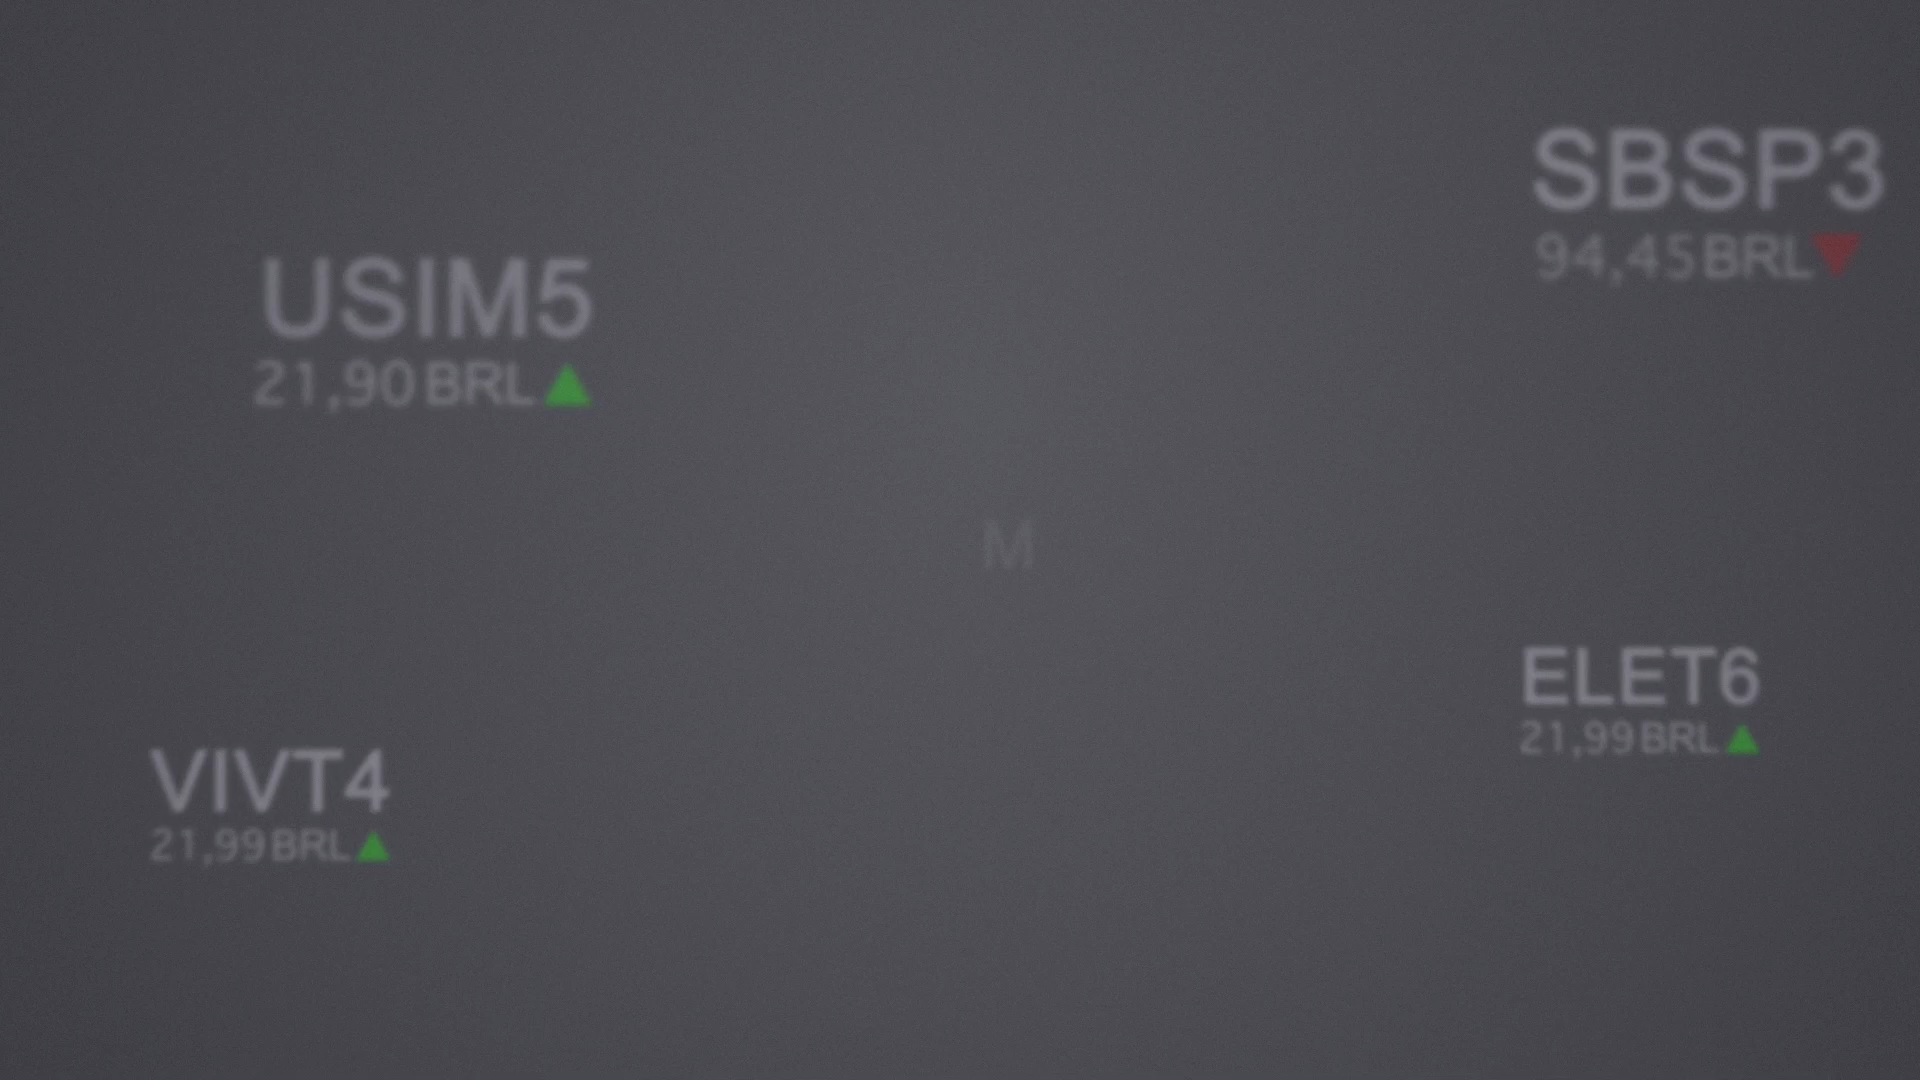 SBSP3
94,45 BRL
USIM5
21,90 BRL
M
ELET6
21,99 BRL
VIVT4
21,99 BRL